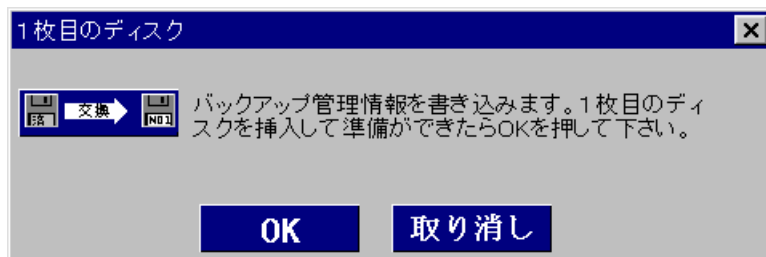 1枚目のディスク
交換
済
NO1
バックアップ管理情報を書き込みます。1枚目のディ
スクを挿入して準備ができたらOKを押して下さい。
OK
取り消し